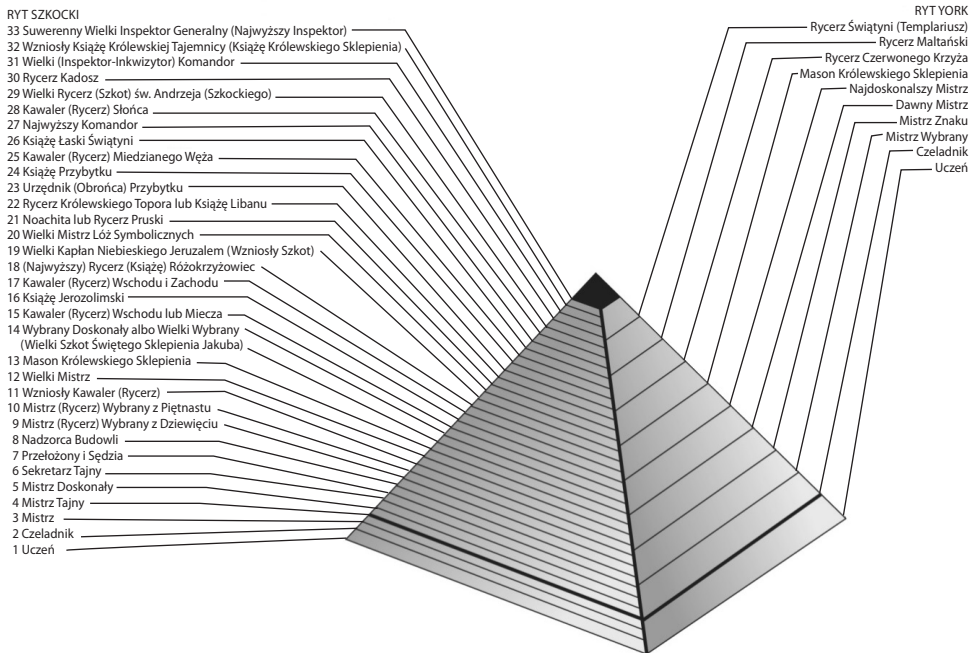 RYT SZKOCKI
33 Suwerenny Wielki Inspektor Generalny (Najwyższy Inspektor)
32 Wzniosły Książę Królewskiej Tajemnicy (Książę Królewskiego Sklepienia)
31 Wielki (Inspektor-Inkwizytor) Komandor
30 Rycerz Kadosz
29 Wielki Rycerz (Szkot) św. Andrzeja (Szkockiego)
28 Kawaler (Rycerz) Słońca
27 Najwyższy Komandor
26 Książę Łaski Świątyni
25 Kawaler (Rycerz) Miedzianego Węża
24 Książę Przybytku
23 Urzędnik (Obrońca) Przybytku
22 Rycerz Królewskiego Topora lub Książę Libanu
21 Noachita lub Rycerz Pruski
20 Wielki Mistrz Lóż Symbolicznych
19 Wielki Kapłan Niebieskiego Jeruzalem (Wzniosły Szkot)
18 (Najwyższy) Rycerz (Książę) Różokrzyżowiec
17 Kawaler (Rycerz) Wschodu i Zachodu
16 Książę Jerozolimski
15 Kawaler (Rycerz) Wschodu lub Miecza
14 Wybrany Doskonały albo Wielki Wybrany
(Wielki Szkot Świętego Sklepienia Jakuba)
13 Mason Królewskiego Sklepienia
12 Wielki Mistrz
11 Wzniosły Kawaler (Rycerz)
10 Mistrz (Rycerz) Wybrany z Piętnastu
9 Mistrz (Rycerz) Wybrany z Dziewięciu
8 Nadzorca Budowli
7 Przełożony i Sędzia
6 Sekretarz Tajny
5 Mistrz Doskonały
4 Mistrz Tajny
3 Mistrz
2 Czeladnik
1 Uczeń
RYT YORK
Rycerz Świątyni (Templariusz)
Rycerz Maltański
Rycerz Czerwonego Krzyża
Mason Królewskiego Sklepienia
Najdoskonalszy Mistrz
Dawny Mistrz
Mistrz Znaku
Mistrz Wybrany
Czeladnik
Uczeń